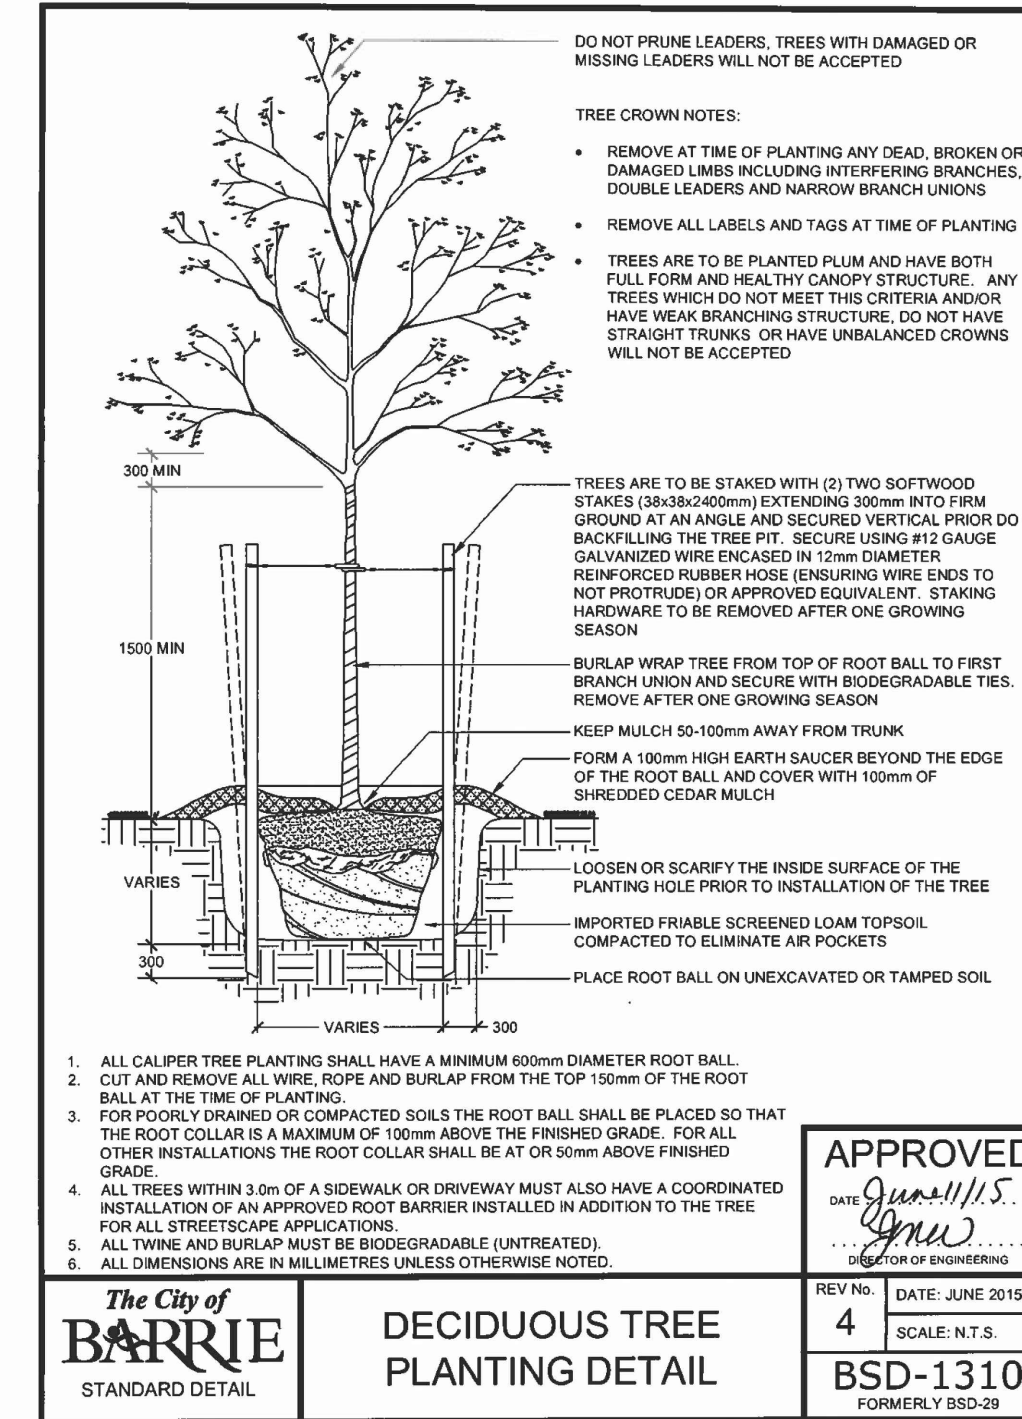 DO NOT PRUNE LEADERS, TREES WITH DAMAGED OR
MISSING LEADERS WILL NOT BE ACCEPTED
TREE CROWN NOTES:
• REMOVE AT TIME OF PLANTING ANY DEAD, BROKEN OR
DAMAGED LIMBS INCLUDING INTERFERING BRANCHES,
DOUBLE LEADERS AND NARROW BRANCH UNIONS
• REMOVE ALL LABELS AND TAGS AT TIME OF PLANTING
• TREES ARE TO BE PLANTED PLUM AND HAVE BOTH
FULL FORM AND HEALTHY CANOPY STRUCTURE. ANY
TREES WHICH DO NOT MEET THIS CRITERIA AND/OR
HAVE WEAK BRANCHING STRUCTURE, DO NOT HAVE
STRAIGHT TRUNKS OR HAVE UNBALANCED CROWNS
WILL NOT BE ACCEPTED
300 MIN
TREES ARE TO BE STAKED WITH (2) TWO SOFTWOOD
STAKES (38x38x2400mm) EXTENDING 300mm INTO FIRM
GROUND AT AN ANGLE AND SECURED VERTICAL PRIOR DO
BACKFILLING THE TREE PIT. SECURE USING #12 GAUGE
GALVANIZED WIRE ENCASED IN 12mm DIAMETER
REINFORCED RUBBER HOSE (ENSURING WIRE ENDS TO
NOT PROTRUDE) OR APPROVED EQUIVALENT. STAKING
HARDWARE TO BE REMOVED AFTER ONE GROWING
SEASON
1500 MIN
BURLAP WRAP TREE FROM TOP OF ROOT BALL TO FIRST
BRANCH UNION AND SECURE WITH BIODEGRADABLE TIES.
REMOVE AFTER ONE GROWING SEASON
KEEP MULCH 50-100mm AWAY FROM TRUNK
FORM A 100mm HIGH EARTH SAUCER BEYOND THE EDGE
OF THE ROOT BALL AND COVER WITH 100mm OF
SHREDDED CEDAR MULCH
LOOSEN OR SCARIFY THE INSIDE SURFACE OF THE
PLANTING HOLE PRIOR TO INSTALLATION OF THE TREE
VARIES
IMPORTED FRIABLE SCREENED LOAM TOPSOIL
COMPACTED TO ELIMINATE AIR POCKETS
300
PLACE ROOT BALL ON UNEXCAVATED OR TAMPED SOIL
VARIES
300
1. ALL CALIPER TREE PLANTING SHALL HAVE A MINIMUM 600mm DIAMETER ROOT BALL.
2. CUT AND REMOVE ALL WIRE, ROPE AND BURLAP FROM THE TOP 150mm OF THE ROOT
BALL AT THE TIME OF PLANTING.
3. FOR POORLY DRAINED OR COMPACTED SOILS THE ROOT BALL SHALL BE PLACED SO THAT
THE ROOT COLLAR IS A MAXIMUM OF 100mm ABOVE THE FINISHED GRADE. FOR ALL
OTHER INSTALLATIONS THE ROOT COLLAR SHALL BE AT OR 50mm ABOVE FINISHED
GRADE.
4. ALL TREES WITHIN 3.0m OF A SIDEWALK OR DRIVEWAY MUST ALSO HAVE A COORDINATED
INSTALLATION OF AN APPROVED ROOT BARRIER INSTALLED IN ADDITION TO THE TREE
FOR ALL STREETSCAPE APPLICATIONS.
5. ALL TWINE AND BURLAP MUST BE BIODEGRADABLE (UNTREATED).
6. ALL DIMENSIONS ARE IN MILLIMETRES UNLESS OTHERWISE NOTED.
APPROVED
DATE June 11/15
DIRECTOR OF ENGINEERING
The City of
BARRIE
STANDARD DETAIL
DECIDUOUS TREE
PLANTING DETAIL
REV No.
4
DATE: JUNE 2015
SCALE: N.T.S.
BSD-1310
FORMERLY BSD-29